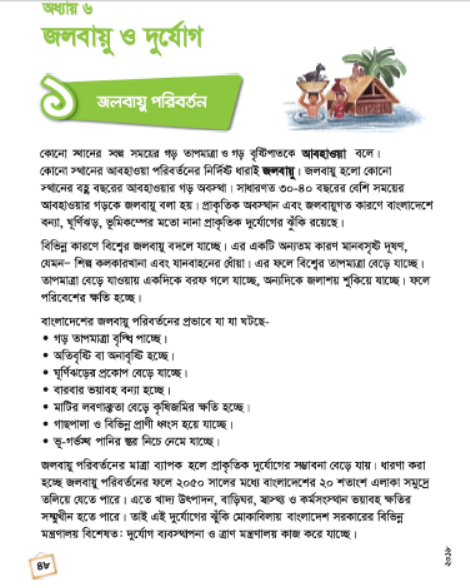 অধ্যায় ৬
জলবায়ু ও দুর্যোগ
১ জলবায়ু পরিবর্তন
কোনো স্থানের স্বল্প সময়ের গড় তাপমাত্রা ও গড় বৃষ্টিপাতকে আবহাওয়া বলে।
কোনো স্থানের আবহাওয়া পরিবর্তনের নির্দিষ্ট ধারাই জলবায়ু। জলবায়ু হলো কোনো
স্থানের বহু বছরের আবহাওয়ার গড় অবস্থা। সাধারণত ৩০-৪০ বছরের বেশি সময়ের
আবহাওয়ার গড়কে জলবায়ু বলা হয়। প্রাকৃতিক অবস্থান এবং জলবায়ুগত কারণে বাংলাদেশে
বন্যা, ঘূর্ণিঝড়, ভূমিকম্পের মতো নানা প্রাকৃতিক দুর্যোগের ঝুঁকি রয়েছে।
বিভিন্ন কারণে বিশ্বের জলবায়ু বদলে যাচ্ছে। এর একটি অন্যতম কারণ মানবসৃষ্ট দূষণ,
যেমন– শিল্প কলকারখানা এবং যানবাহনের ধোঁয়া। এর ফলে বিশ্বের তাপমাত্রা বেড়ে যাচ্ছে।
তাপমাত্রা বেড়ে যাওয়ায় একদিকে বরফ গলে যাচ্ছে, অন্যদিকে জলাশয় শুকিয়ে যাচ্ছে। ফলে
পরিবেশের ক্ষতি হচ্ছে।
বাংলাদেশের জলবায়ু পরিবর্তনের প্রভাবে যা যা ঘটছে-
• গড় তাপমাত্রা বৃদ্ধি পাচ্ছে।
• অতিবৃষ্টি বা অনাবৃষ্টি হচ্ছে।
• ঘূর্ণিঝড়ের প্রকোপ বেড়ে যাচ্ছে।
• বারবার ভয়াবহ বন্যা হচ্ছে।
• মাটির লবণাক্ততা বেড়ে কৃষিজমির ক্ষতি হচ্ছে।
• গাছপালা ও বিভিন্ন প্রাণী ধ্বংস হয়ে যাচ্ছে।
• ভূ-গর্ভস্থ পানির স্তর নিচে নেমে যাচ্ছে।
জলবায়ু পরিবর্তনের মাত্রা ব্যাপক হলে প্রাকৃতিক দুর্যোগের সম্ভাবনা বেড়ে যায়। ধারণা করা
হচ্ছে জলবায়ু পরিবর্তনের ফলে ২০৫০ সালের মধ্যে বাংলাদেশের ২০ শতাংশ এলাকা সমুদ্রে
তলিয়ে যেতে পারে। এতে খাদ্য উৎপাদন, বাড়িঘর, স্বাস্থ্য ও কর্মসংস্থান ভয়াবহ ক্ষতির
সম্মুখীন হতে পারে। তাই এই দুর্যোগের ঝুঁকি মোকাবিলায় বাংলাদেশ সরকারের বিভিন্ন
মন্ত্রণালয় বিশেষত: দুর্যোগ ব্যবস্থাপনা ও ত্রাণ মন্ত্রণালয় কাজ করে যাচ্ছে।
৪৮
২০১৯